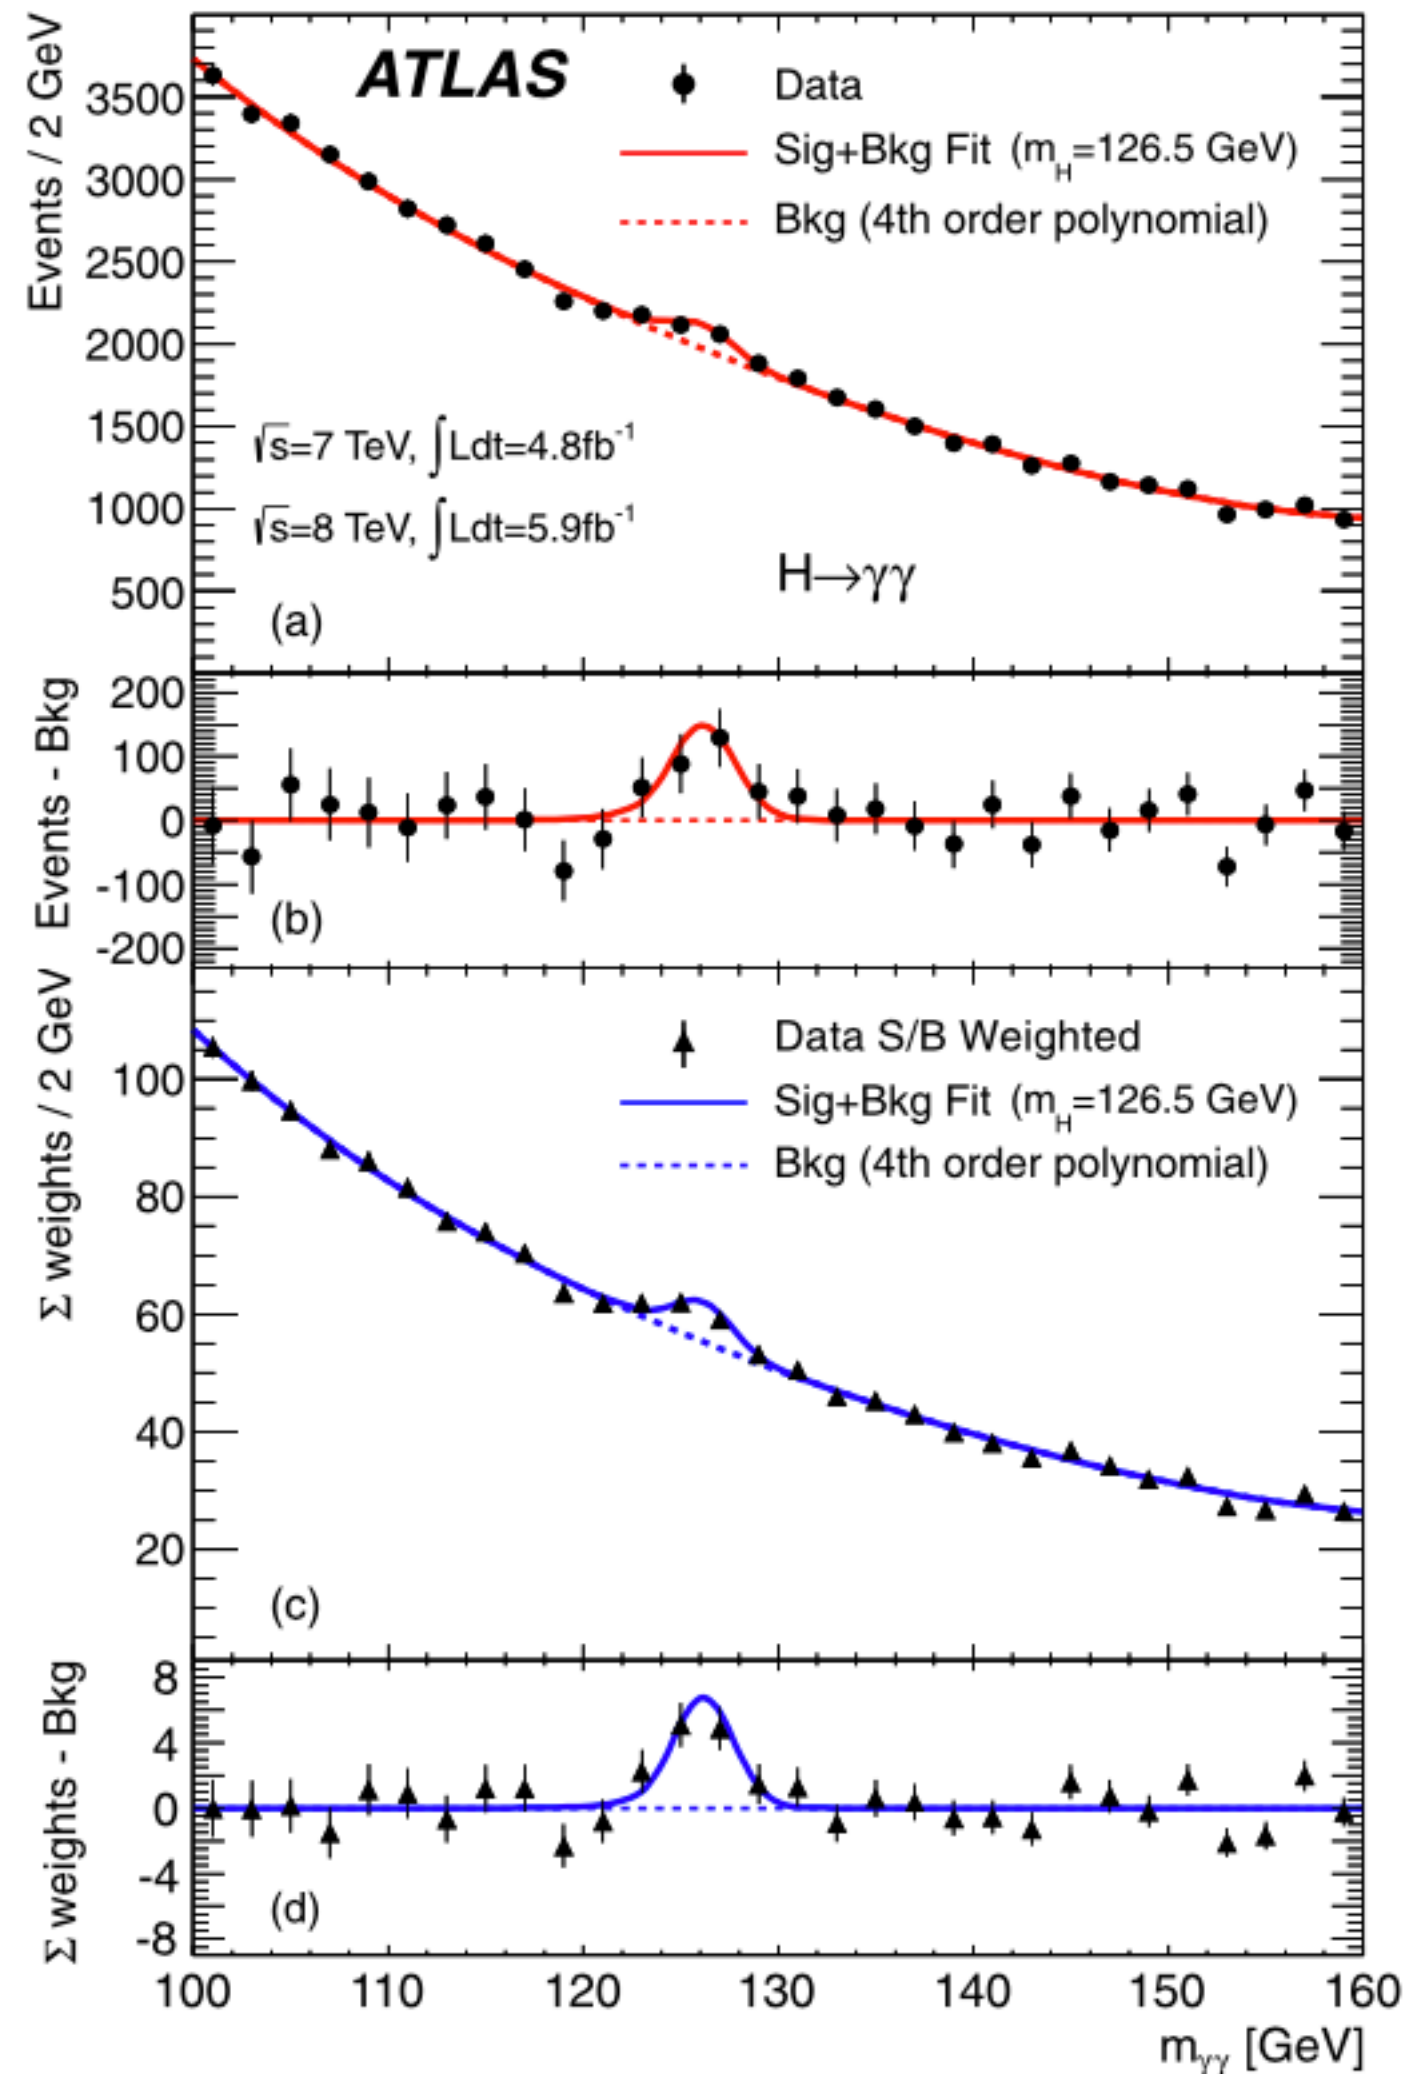 ATLAS
Data
Sig+Bkg Fit (mH=126.5 GeV)
Bkg (4th order polynomial)
Events / 2 GeV
3500
3000
2500
2000
1500
1000
500
√s=7 TeV, ∫Ldt=4.8fb⁻¹
√s=8 TeV, ∫Ldt=5.9fb⁻¹
H→γγ
(a)
Events - Bkg
200
100
0
-100
-200
(b)
Σ weights / 2 GeV
100
80
60
40
20
Data S/B Weighted
Sig+Bkg Fit (mH=126.5 GeV)
Bkg (4th order polynomial)
(c)
Σ weights - Bkg
8
4
0
-4
-8
(d)
100 110 120 130 140 150 160
mγγ [GeV]